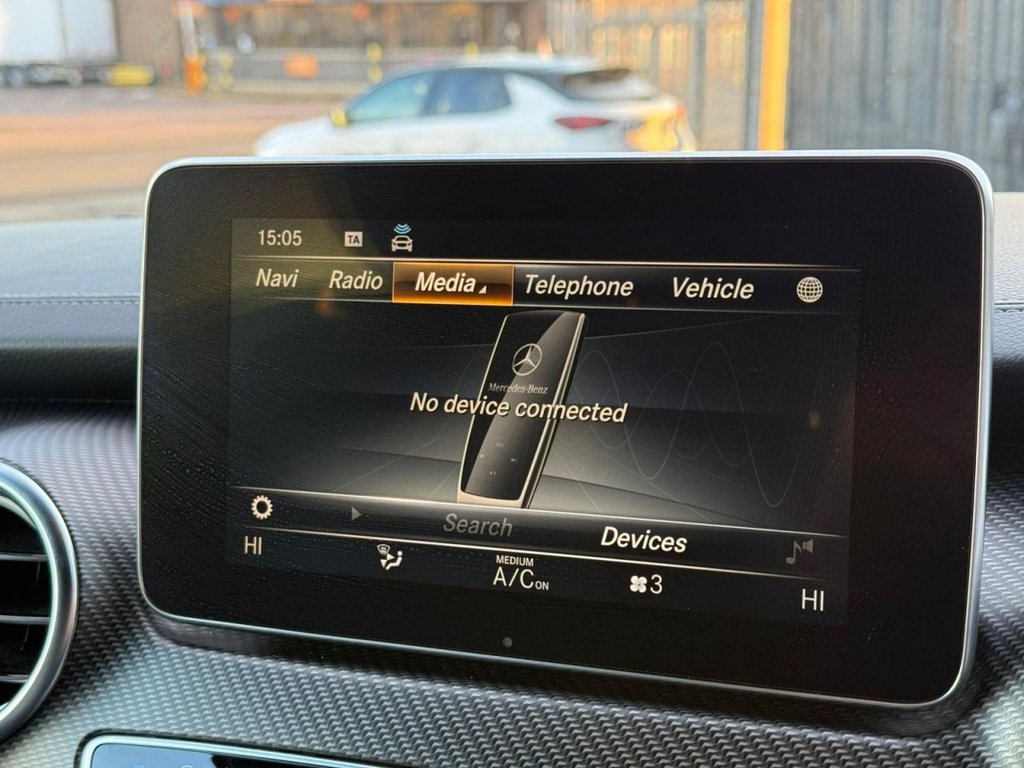 15:05 TA
Navi Radio Media Telephone Vehicle
Mercedes-Benz
No device connected
Search Devices
HI MEDIUM
A/C ON 3 HI